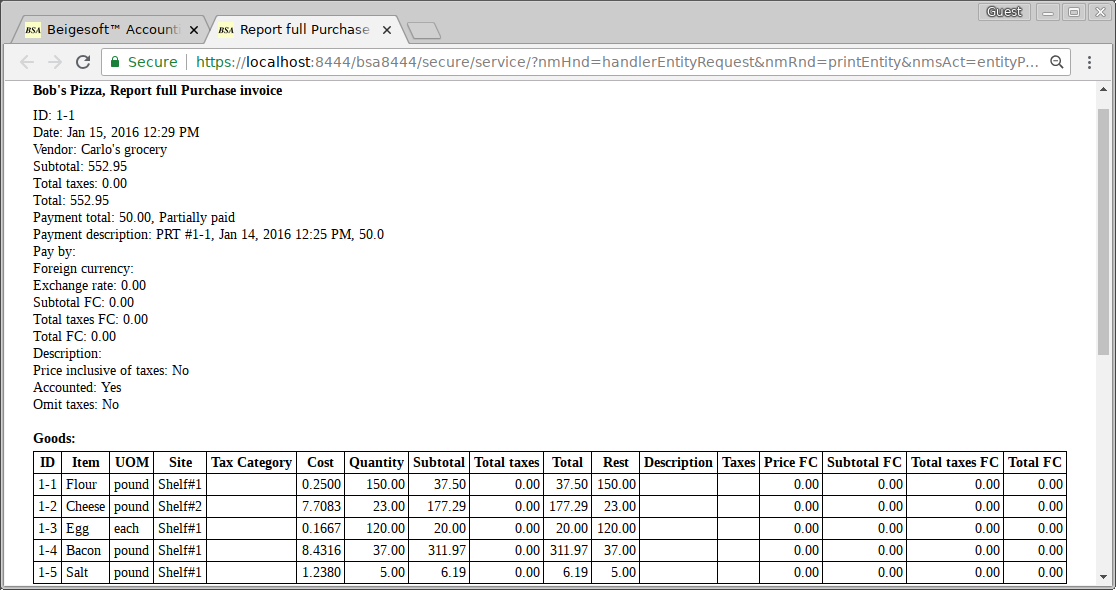 Guest
BSA Beigesoft™ Account
BSA Report full Purchase
Secure https://localhost:8444/bsa8444/secure/service/?nmHnd=handlerEntityRequest&nmRnd=printEntity&nmsAct=entityP...
Bob's Pizza, Report full Purchase invoice
ID: 1-1
Date: Jan 15, 2016 12:29 PM
Vendor: Carlo's grocery
Subtotal: 552.95
Total taxes: 0.00
Total: 552.95
Payment total: 50.00, Partially paid
Payment description: PRT #1-1, Jan 14, 2016 12:25 PM, 50.0
Pay by:
Foreign currency:
Exchange rate: 0.00
Subtotal FC: 0.00
Total taxes FC: 0.00
Total FC: 0.00
Description:
Price inclusive of taxes: No
Accounted: Yes
Omit taxes: No
Goods:
ID Item UOM Site Tax Category Cost Quantity Subtotal Total taxes Total Rest Description Taxes Price FC Subtotal FC Total taxes FC Total FC
1-1 Flour pound Shelf#1 0.2500 150.00 37.50 0.00 37.50 150.00 0.00 0.00 0.00 0.00
1-2 Cheese pound Shelf#2 7.7083 23.00 177.29 0.00 177.29 23.00 0.00 0.00 0.00 0.00
1-3 Egg each Shelf#1 0.1667 120.00 20.00 0.00 20.00 120.00 0.00 0.00 0.00 0.00
1-4 Bacon pound Shelf#1 8.4316 37.00 311.97 0.00 311.97 37.00 0.00 0.00 0.00 0.00
1-5 Salt pound Shelf#1 1.2380 5.00 6.19 0.00 6.19 5.00 0.00 0.00 0.00 0.00